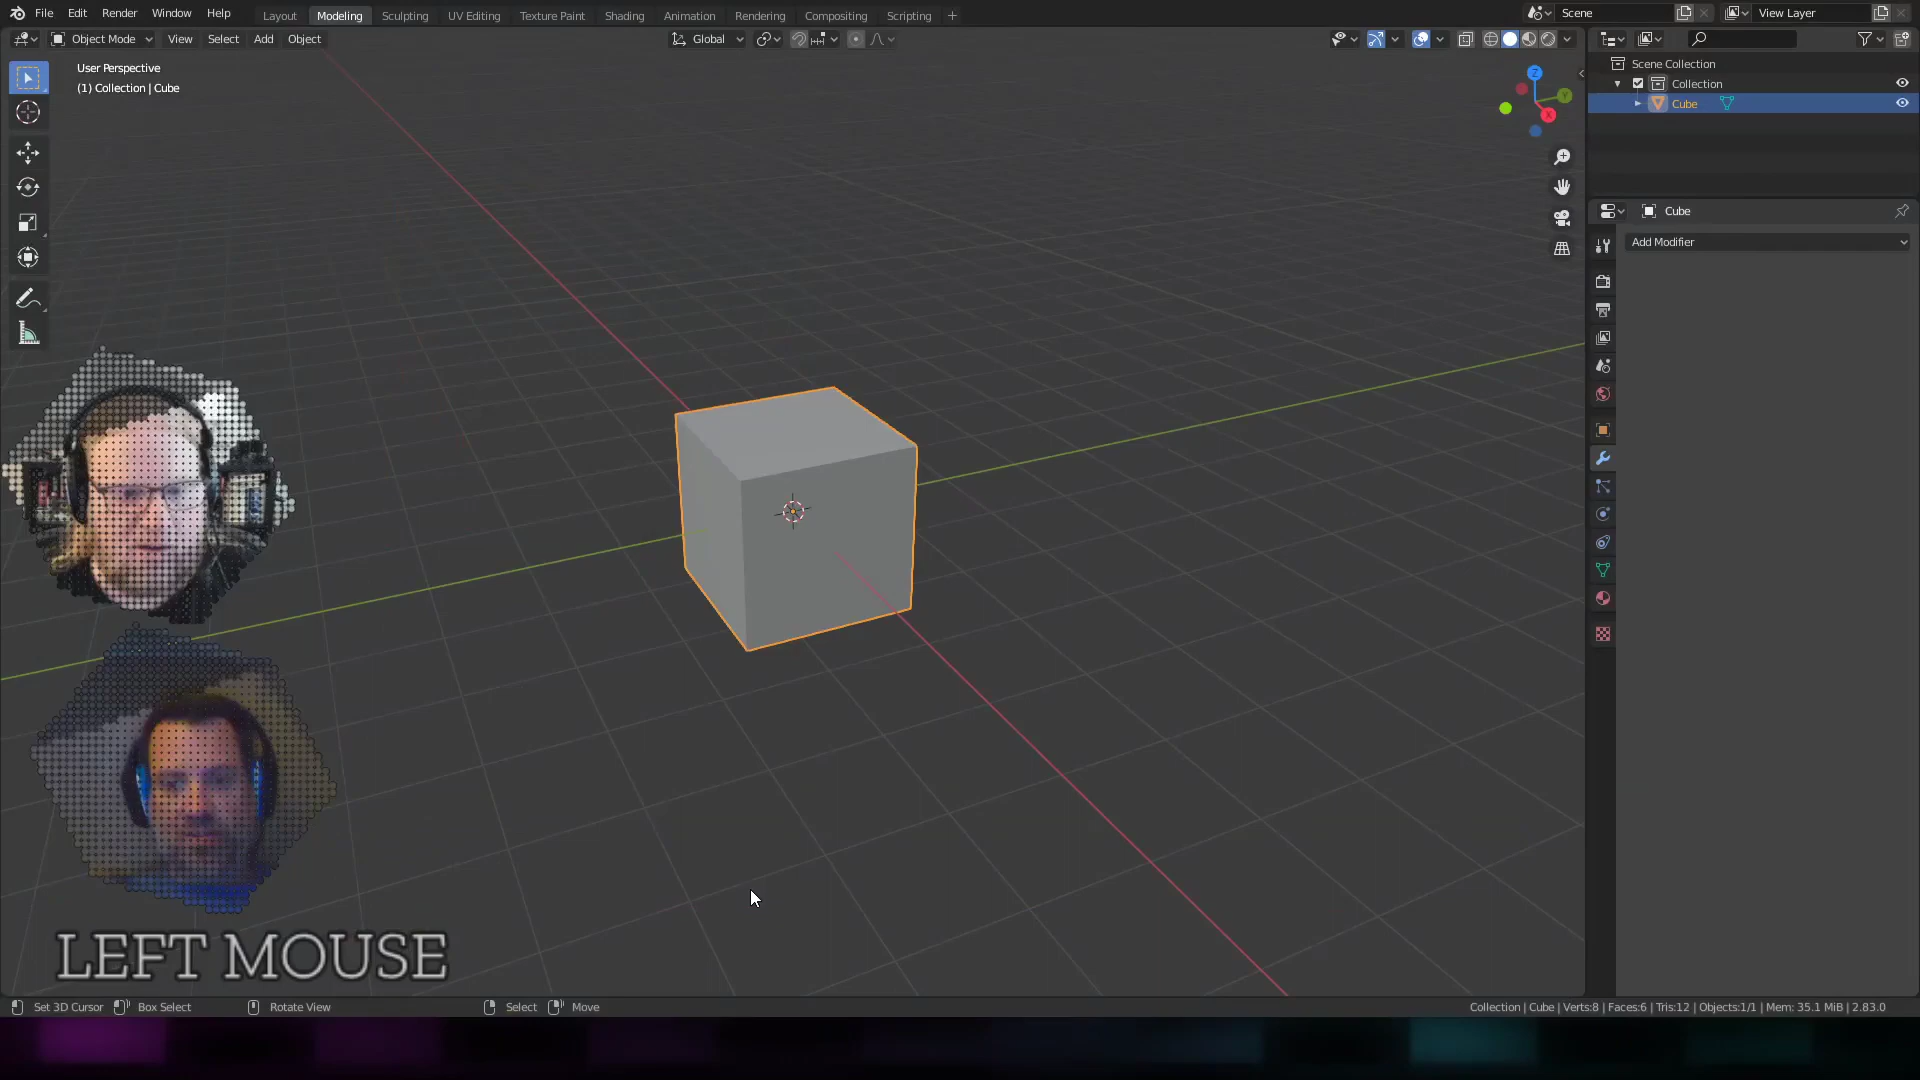 File Edit Render Window Help Layout Modeling Sculpting UV Editing Texture Paint Shading Animation Rendering Compositing Scripting + Scene View Layer
Object Mode View Select Add Object Global
User Perspective
(1) Collection | Cube
Z
Y
X
Scene Collection
Collection
Cube
Cube
Add Modifier
LEFT MOUSE
Set 3D Cursor Box Select Rotate View Select Move Collection | Cube | Verts:8 | Faces:6 | Tris:12 | Objects:1/1 | Mem: 35.1 MiB | 2.83.0